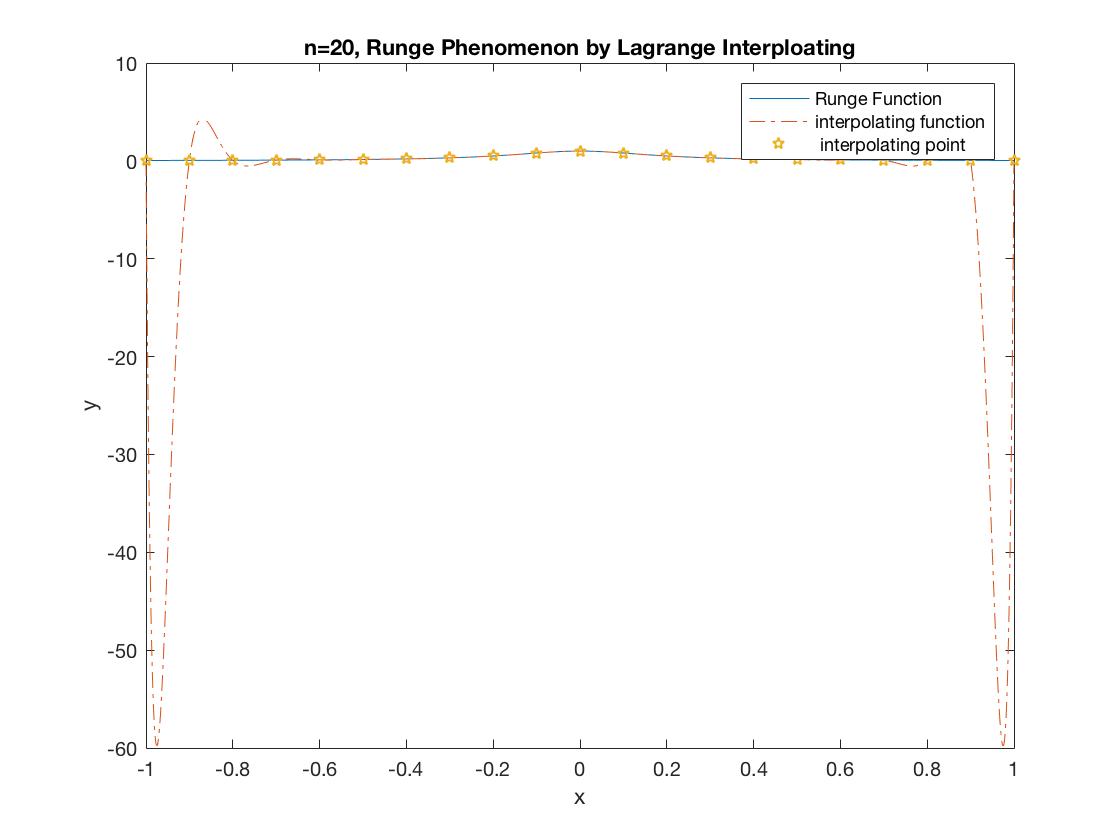 n=20, Runge Phenomenon by Lagrange Interploating
10
Runge Function
interpolating function
interpolating point
0
-10
-20
y
-30
-40
-50
-60
-1 -0.8 -0.6 -0.4 -0.2 0 0.2 0.4 0.6 0.8 1
x